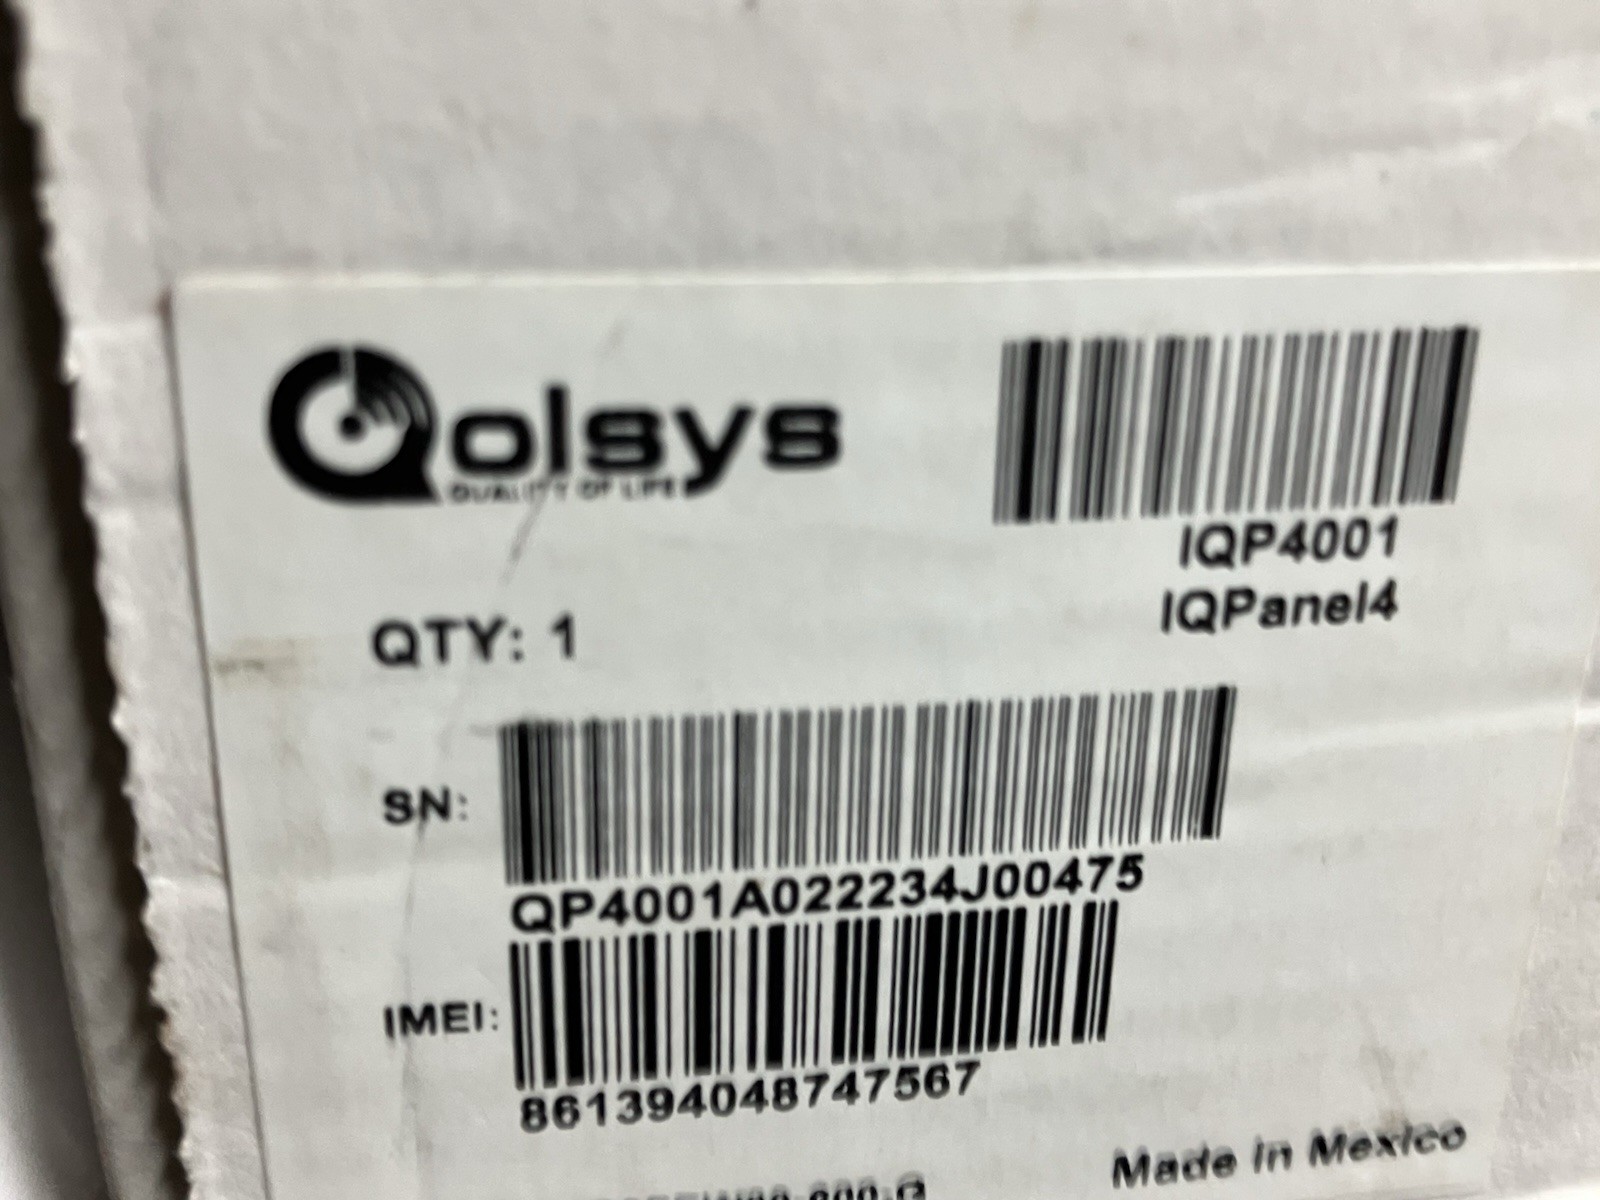 Qolsys
QUALITY OF LIFE
IQP4001
IQPanel4
QTY: 1
SN:
QP4001A022234J00475
IMEI:
861394048747567
Made in Mexico